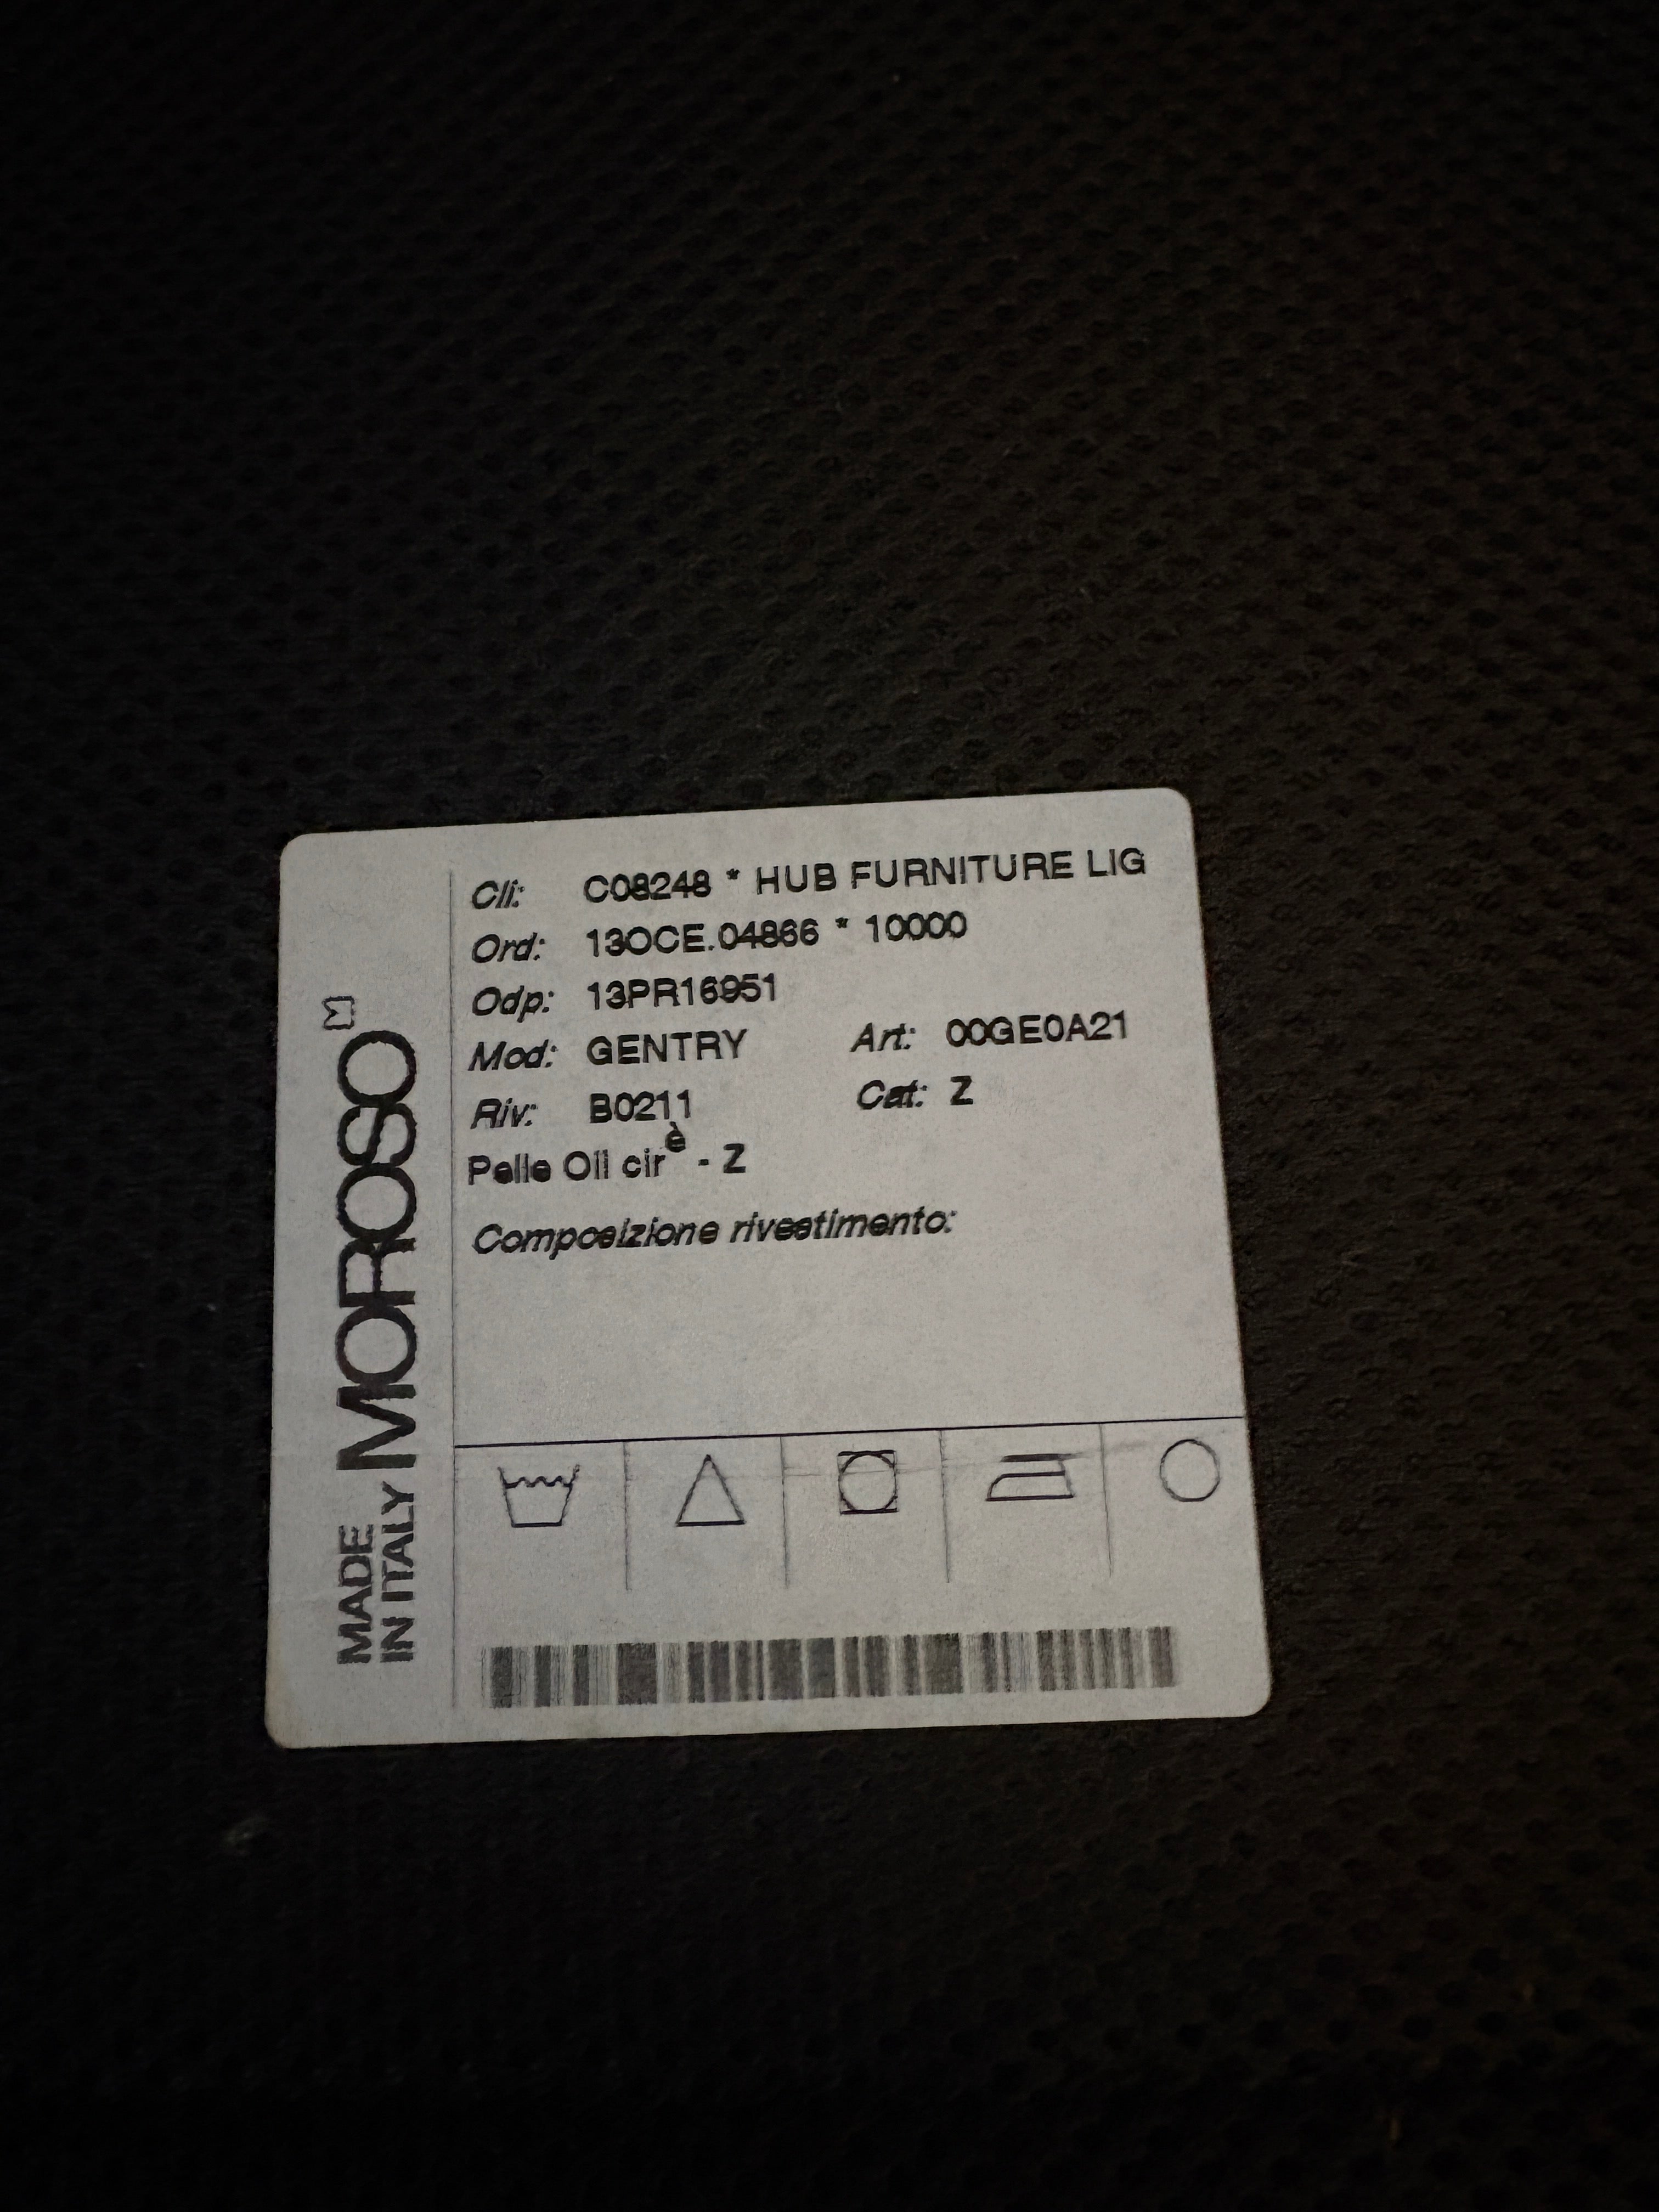 Cli: C08248 * HUB FURNITURE LIG
Ord: 13OCE.04866 * 10000
Odp: 13PR16951
Mod: GENTRY Art: 00GE0A21
Riv: B0211 Cat: Z
Pelle Oil cirè - Z
Composizione rivestimento:
MADE
IN ITALY
MOROSO